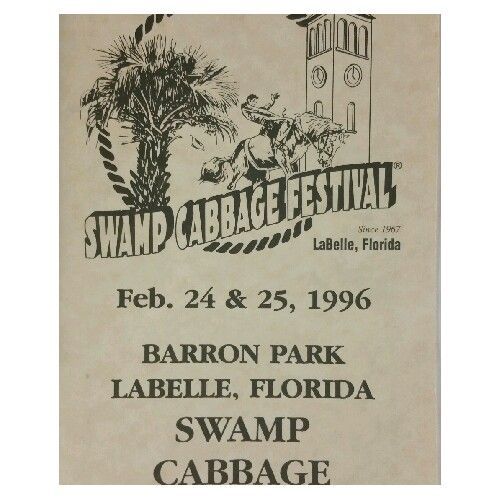 SWAMP CABBAGE FESTIVAL®
Since 1967
LaBelle, Florida
Feb. 24 & 25, 1996
BARRON PARK
LABELLE, FLORIDA
SWAMP
CABBAGE